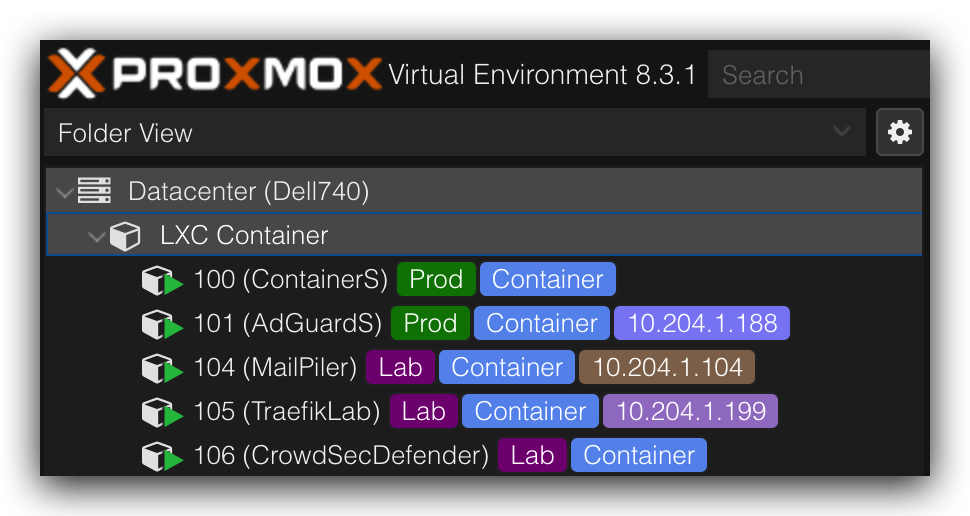 PROXMOX Virtual Environment 8.3.1 Search
Folder View
Datacenter (Dell740)
LXC Container
100 (ContainerS) Prod Container
101 (AdGuardS) Prod Container 10.204.1.188
104 (MailPiler) Lab Container 10.204.1.104
105 (TraefikLab) Lab Container 10.204.1.199
106 (CrowdSecDefender) Lab Container